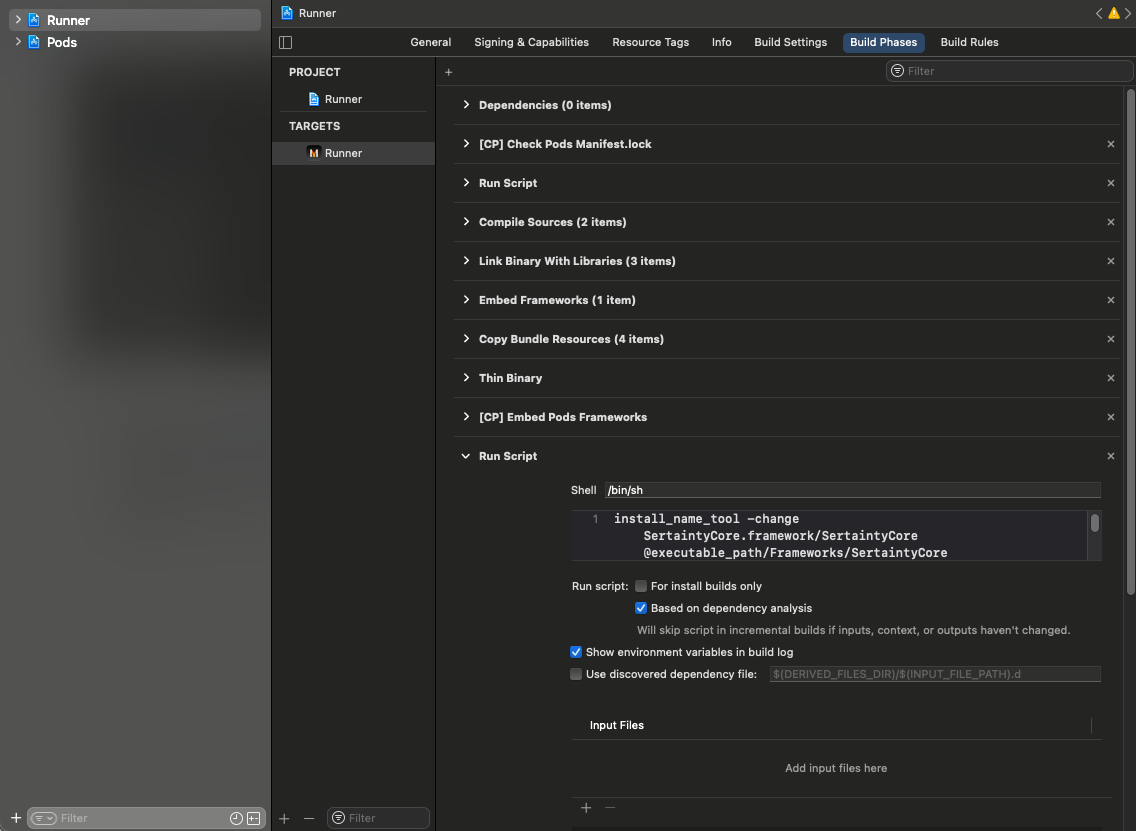 Runner
Pods
Filter
Runner
General
Signing & Capabilities
Resource Tags
Info
Build Settings
Build Phases
Build Rules
PROJECT
Runner
TARGETS
Runner
Filter
Filter
Dependencies (0 items)
[CP] Check Pods Manifest.lock
Run Script
Compile Sources (2 items)
Link Binary With Libraries (3 items)
Embed Frameworks (1 item)
Copy Bundle Resources (4 items)
Thin Binary
[CP] Embed Pods Frameworks
Run Script
Shell /bin/sh
1 install_name_tool -change
SertaintyCore.framework/SertaintyCore
@executable_path/Frameworks/SertaintyCore
Run script: For install builds only
Based on dependency analysis
Will skip script in incremental builds if inputs, context, or outputs haven't changed.
Show environment variables in build log
Use discovered dependency file: $(DERIVED_FILES_DIR)/$(INPUT_FILE_PATH).d
Input Files
Add input files here